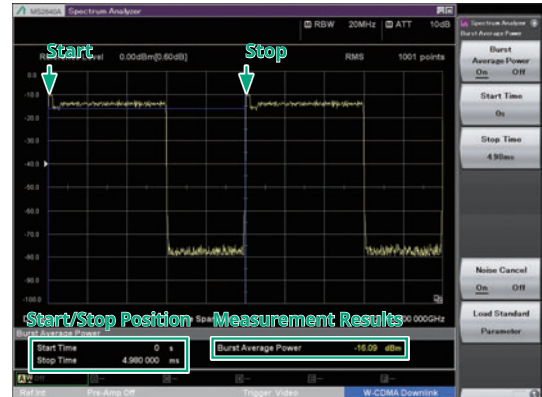 MS2840A Spectrum Analyzer
RBW 20MHz ATT 10dB
Start Stop
Level 0.00dBm[0.60dB] RMS 1001 points
0.0
-10.0
-20.0
-30.0
-40.0
-50.0
-60.0
-70.0
-80.0
-90.0
-100.0
Start/Stop Position Measurement Results
Burst Average Power
Start Time 0 s
Stop Time 4.980 000 ms
Burst Average Power -16.09 dBm
Ref.Int Pre-Amp Off Trigger Video W-CDMA Downlink
Spectrum Analyzer
Burst Average Power
Burst
Average Power
On Off
Start Time
0s
Stop Time
4.98ms
Noise Cancel
On Off
Load Standard
Parameter